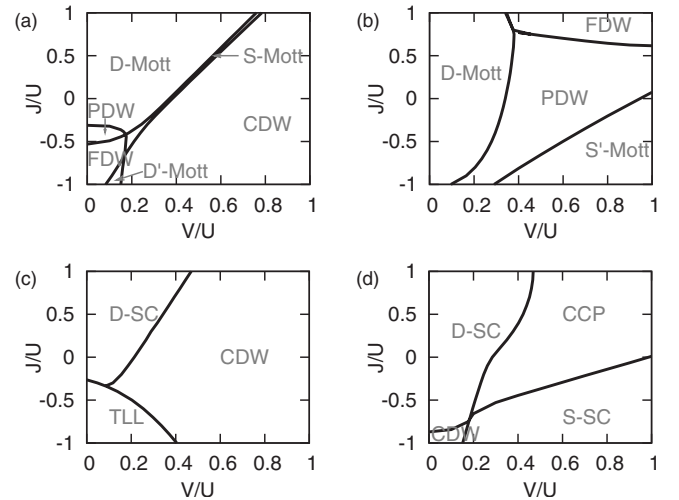 (a)
1
0.5
0
-0.5
-1
J/U
D-Mott
S-Mott
PDW
CDW
FDW
D'-Mott
0 0.2 0.4 0.6 0.8 1
V/U
(b)
1
0.5
0
-0.5
-1
J/U
FDW
D-Mott
PDW
S'-Mott
0 0.2 0.4 0.6 0.8 1
V/U
(c)
1
0.5
0
-0.5
-1
J/U
D-SC
CDW
TLL
0 0.2 0.4 0.6 0.8 1
V/U
(d)
1
0.5
0
-0.5
-1
J/U
D-SC
CCP
S-SC
CDW
0 0.2 0.4 0.6 0.8 1
V/U